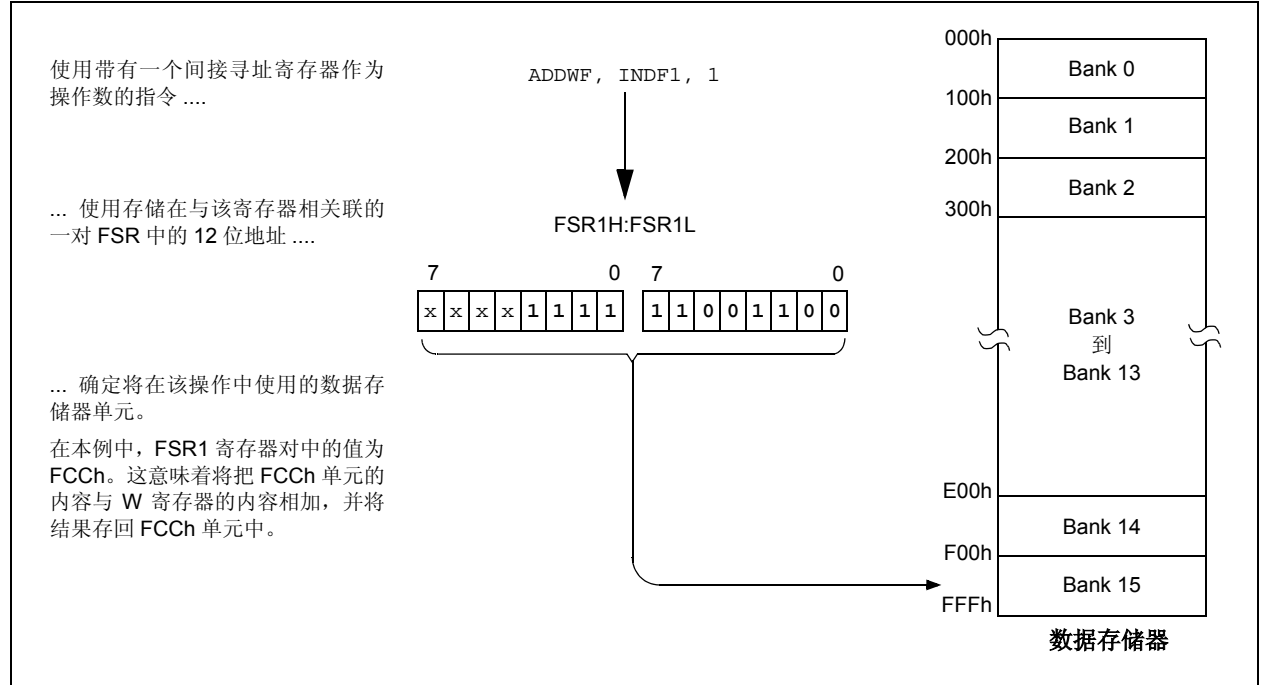 使用带有一个间接寻址寄存器作为
操作数的指令 ....
ADDWF, INDF1, 1
... 使用存储在与该寄存器相关联的
一对 FSR 中的 12 位地址 ....
FSR1H:FSR1L
7 0 7 0
x x x x 1 1 1 1 1 1 0 0 1 1 0 0
... 确定将在该操作中使用的数据存
储器单元。
在本例中，FSR1 寄存器对中的值为
FCCh。这意味着将把 FCCh 单元的
内容与 W 寄存器的内容相加，并将
结果存回 FCCh 单元中。
000h
Bank 0
100h
Bank 1
200h
Bank 2
300h
Bank 3
到
Bank 13
E00h
Bank 14
F00h
Bank 15
FFFh
数据存储器